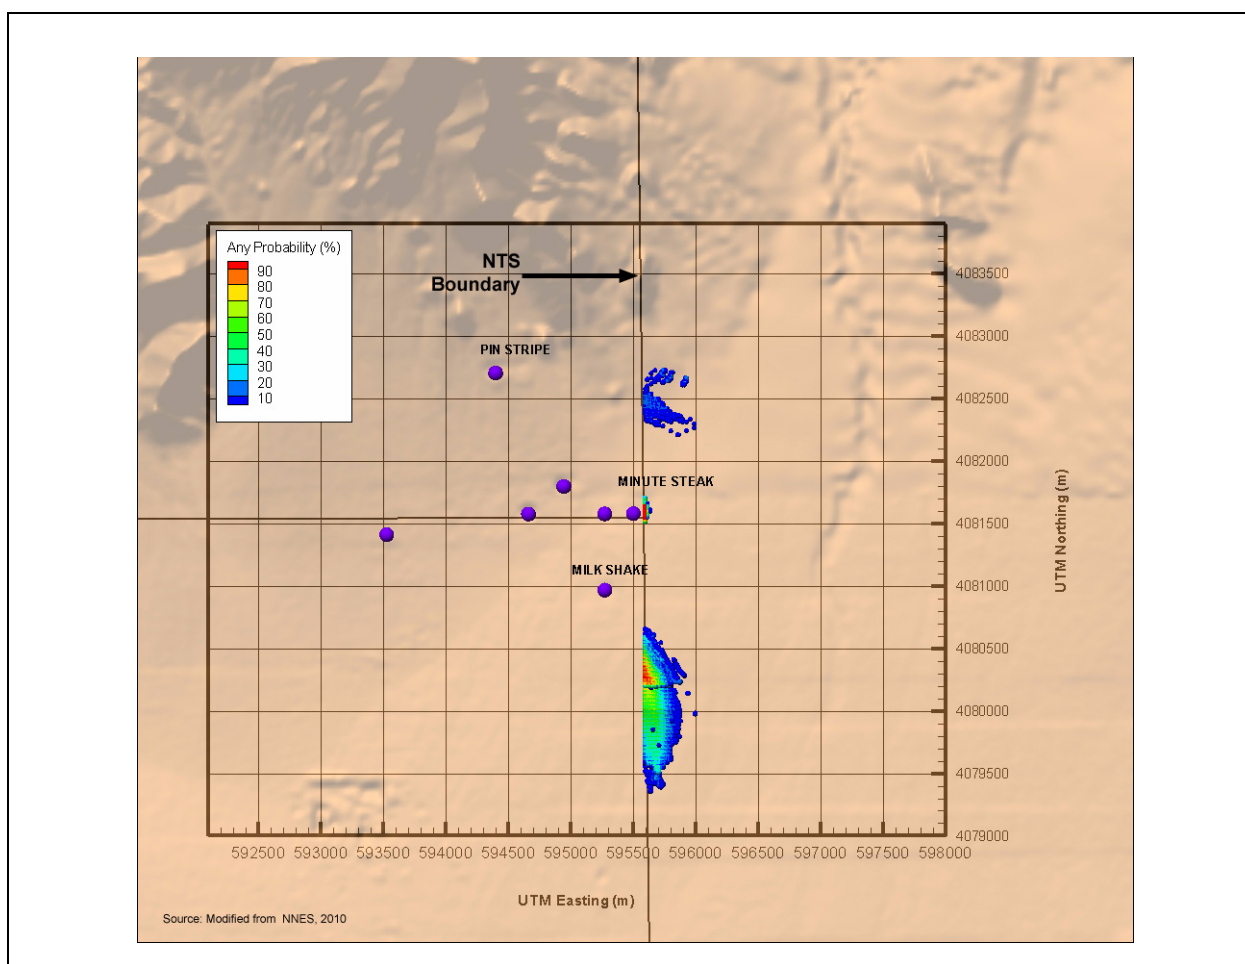 Any Probability (%)
90
80
70
60
50
40
30
20
10
NTS
Boundary
PIN STRIPE
MINUTE STEAK
MILK SHAKE
4083500
4083000
4082500
4082000
4081500
4081000
4080500
4080000
4079500
4079000
UTM Northing (m)
592500 593000 593500 594000 594500 595000 595500 596000 596500 597000 597500 598000
UTM Easting (m)
Source: Modified from NNES, 2010